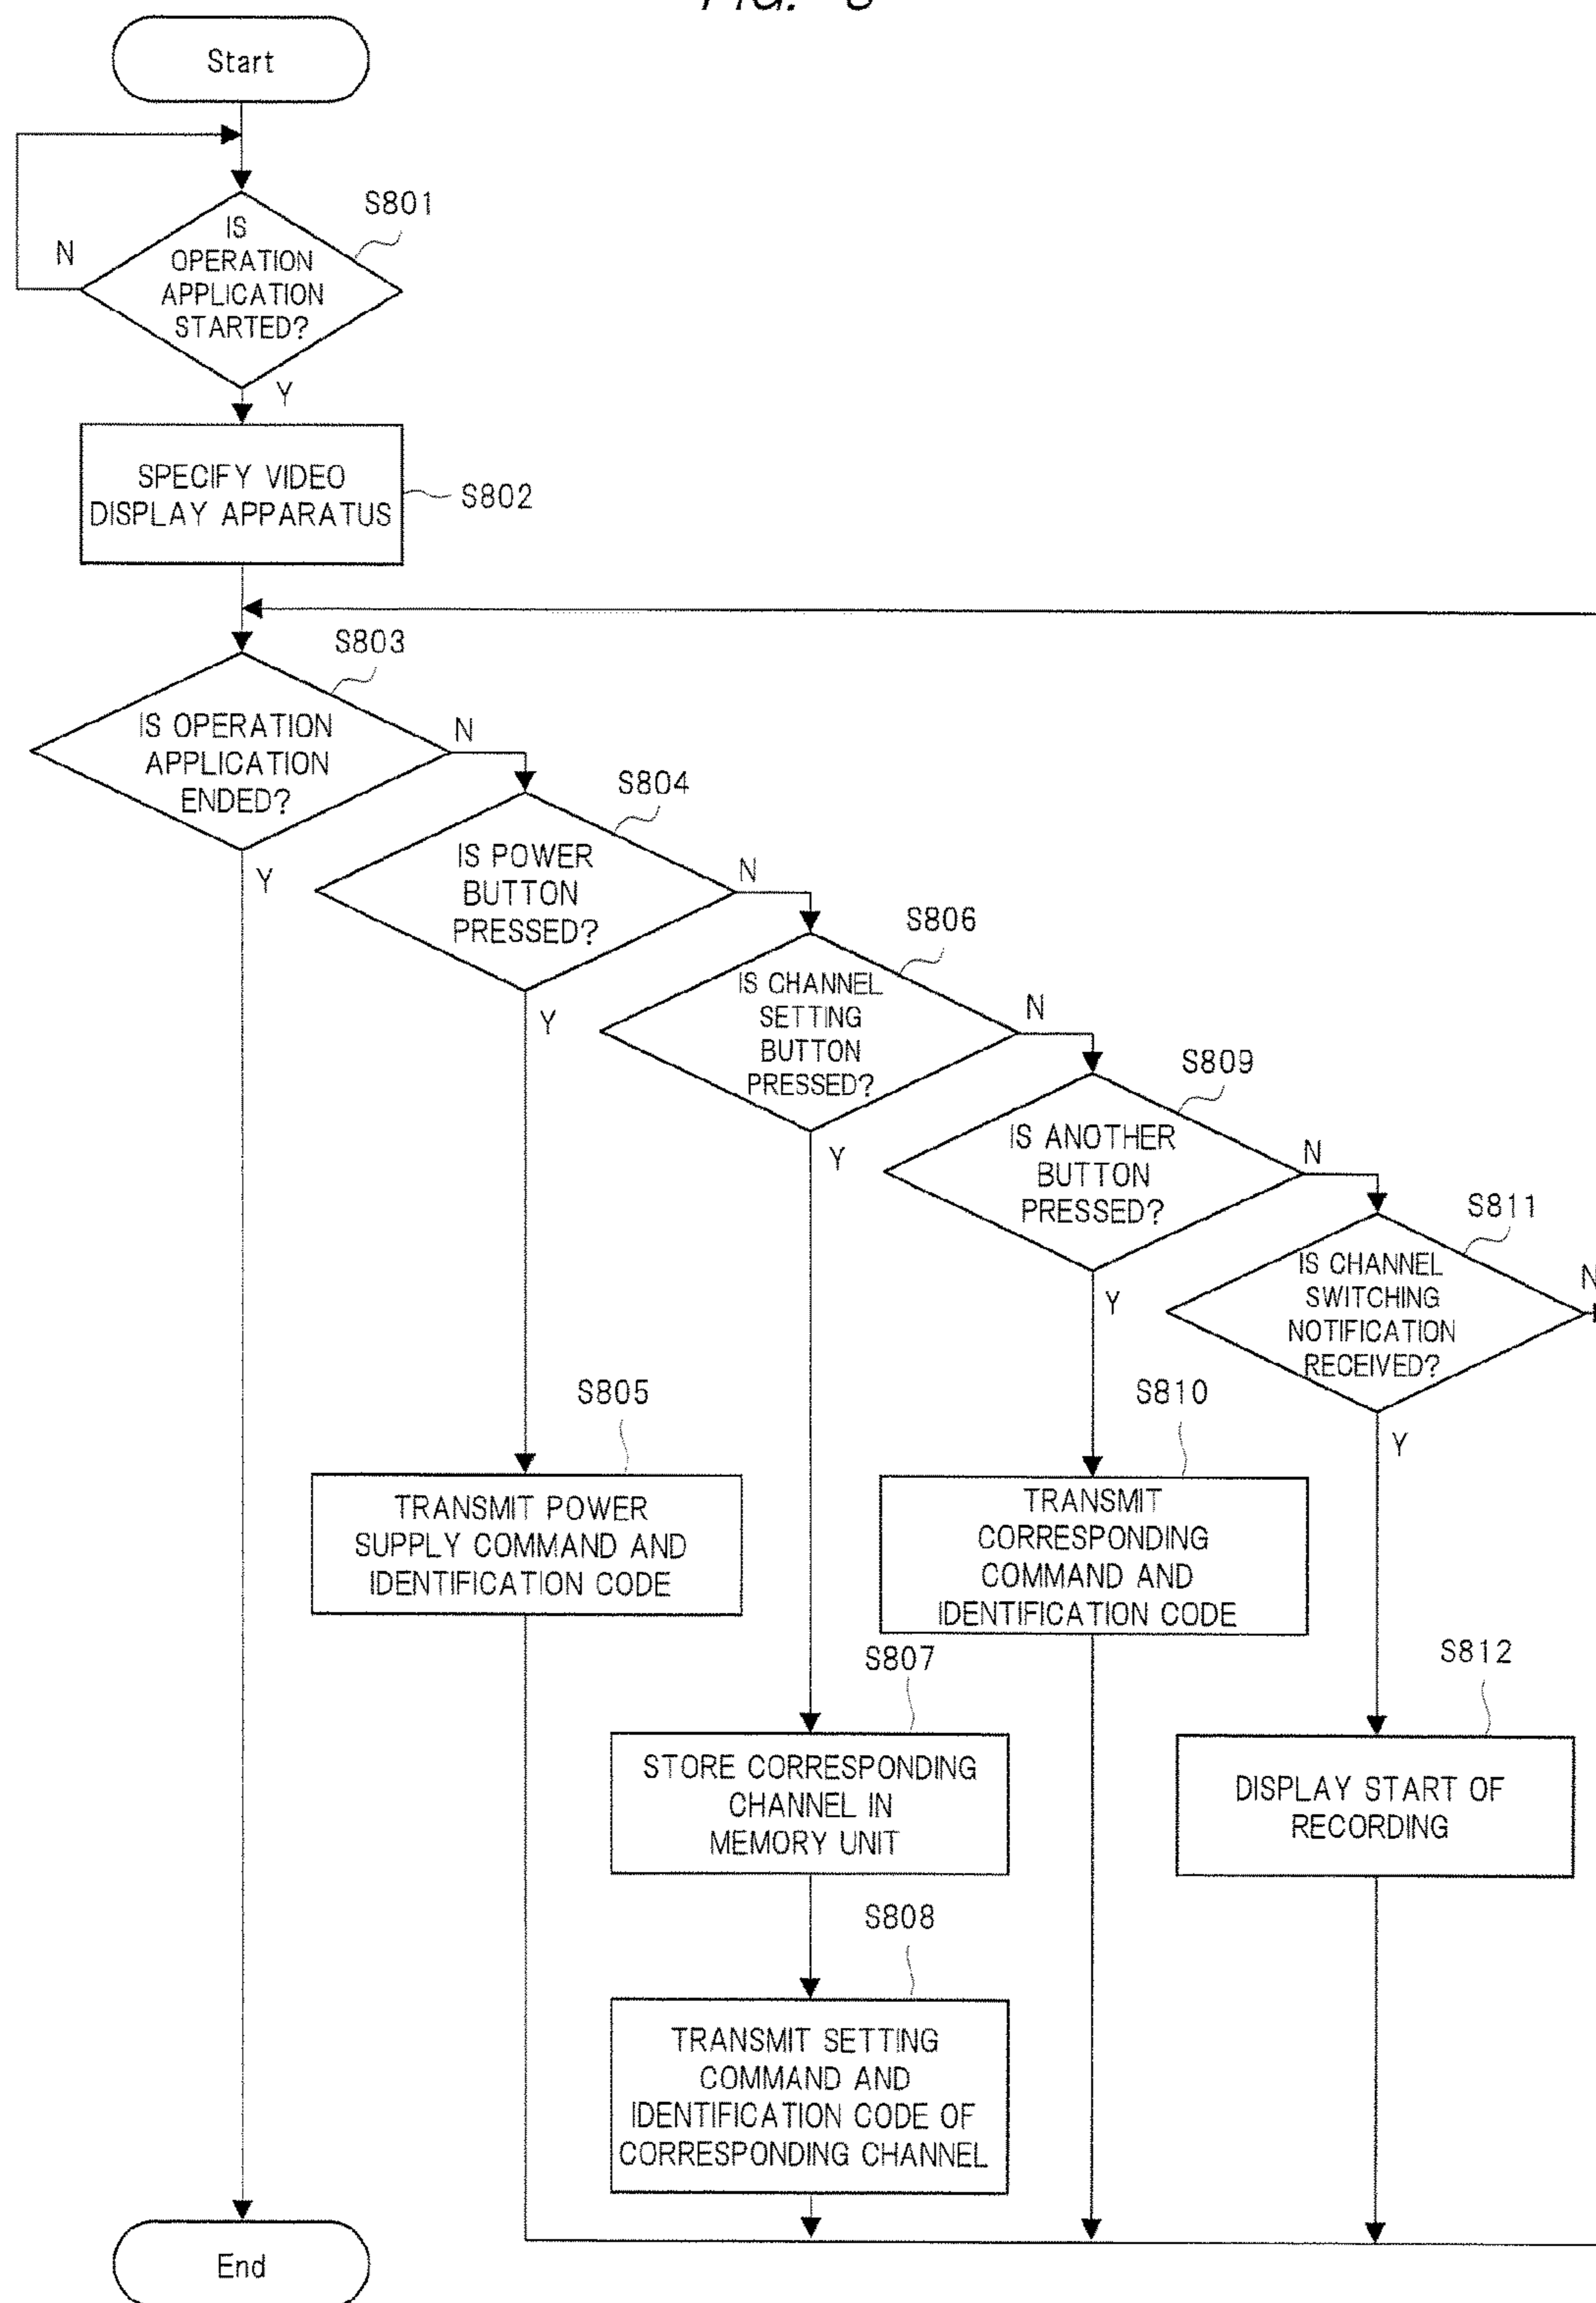 Start
S801
IS
OPERATION
APPLICATION
STARTED?
N
Y
SPECIFY VIDEO
DISPLAY APPARATUS
S802
S803
IS OPERATION
APPLICATION
ENDED?
N
Y
S804
IS POWER
BUTTON
PRESSED?
N
Y
S806
IS CHANNEL
SETTING
BUTTON
PRESSED?
N
Y
S809
IS ANOTHER
BUTTON
PRESSED?
N
Y
S811
IS CHANNEL
SWITCHING
NOTIFICATION
RECEIVED?
N
Y
S805
TRANSMIT POWER
SUPPLY COMMAND AND
IDENTIFICATION CODE
S810
TRANSMIT
CORRESPONDING
COMMAND AND
IDENTIFICATION CODE
S807
STORE CORRESPONDING
CHANNEL IN
MEMORY UNIT
S812
DISPLAY START OF
RECORDING
S808
TRANSMIT SETTING
COMMAND AND
IDENTIFICATION CODE OF
CORRESPONDING CHANNEL
End